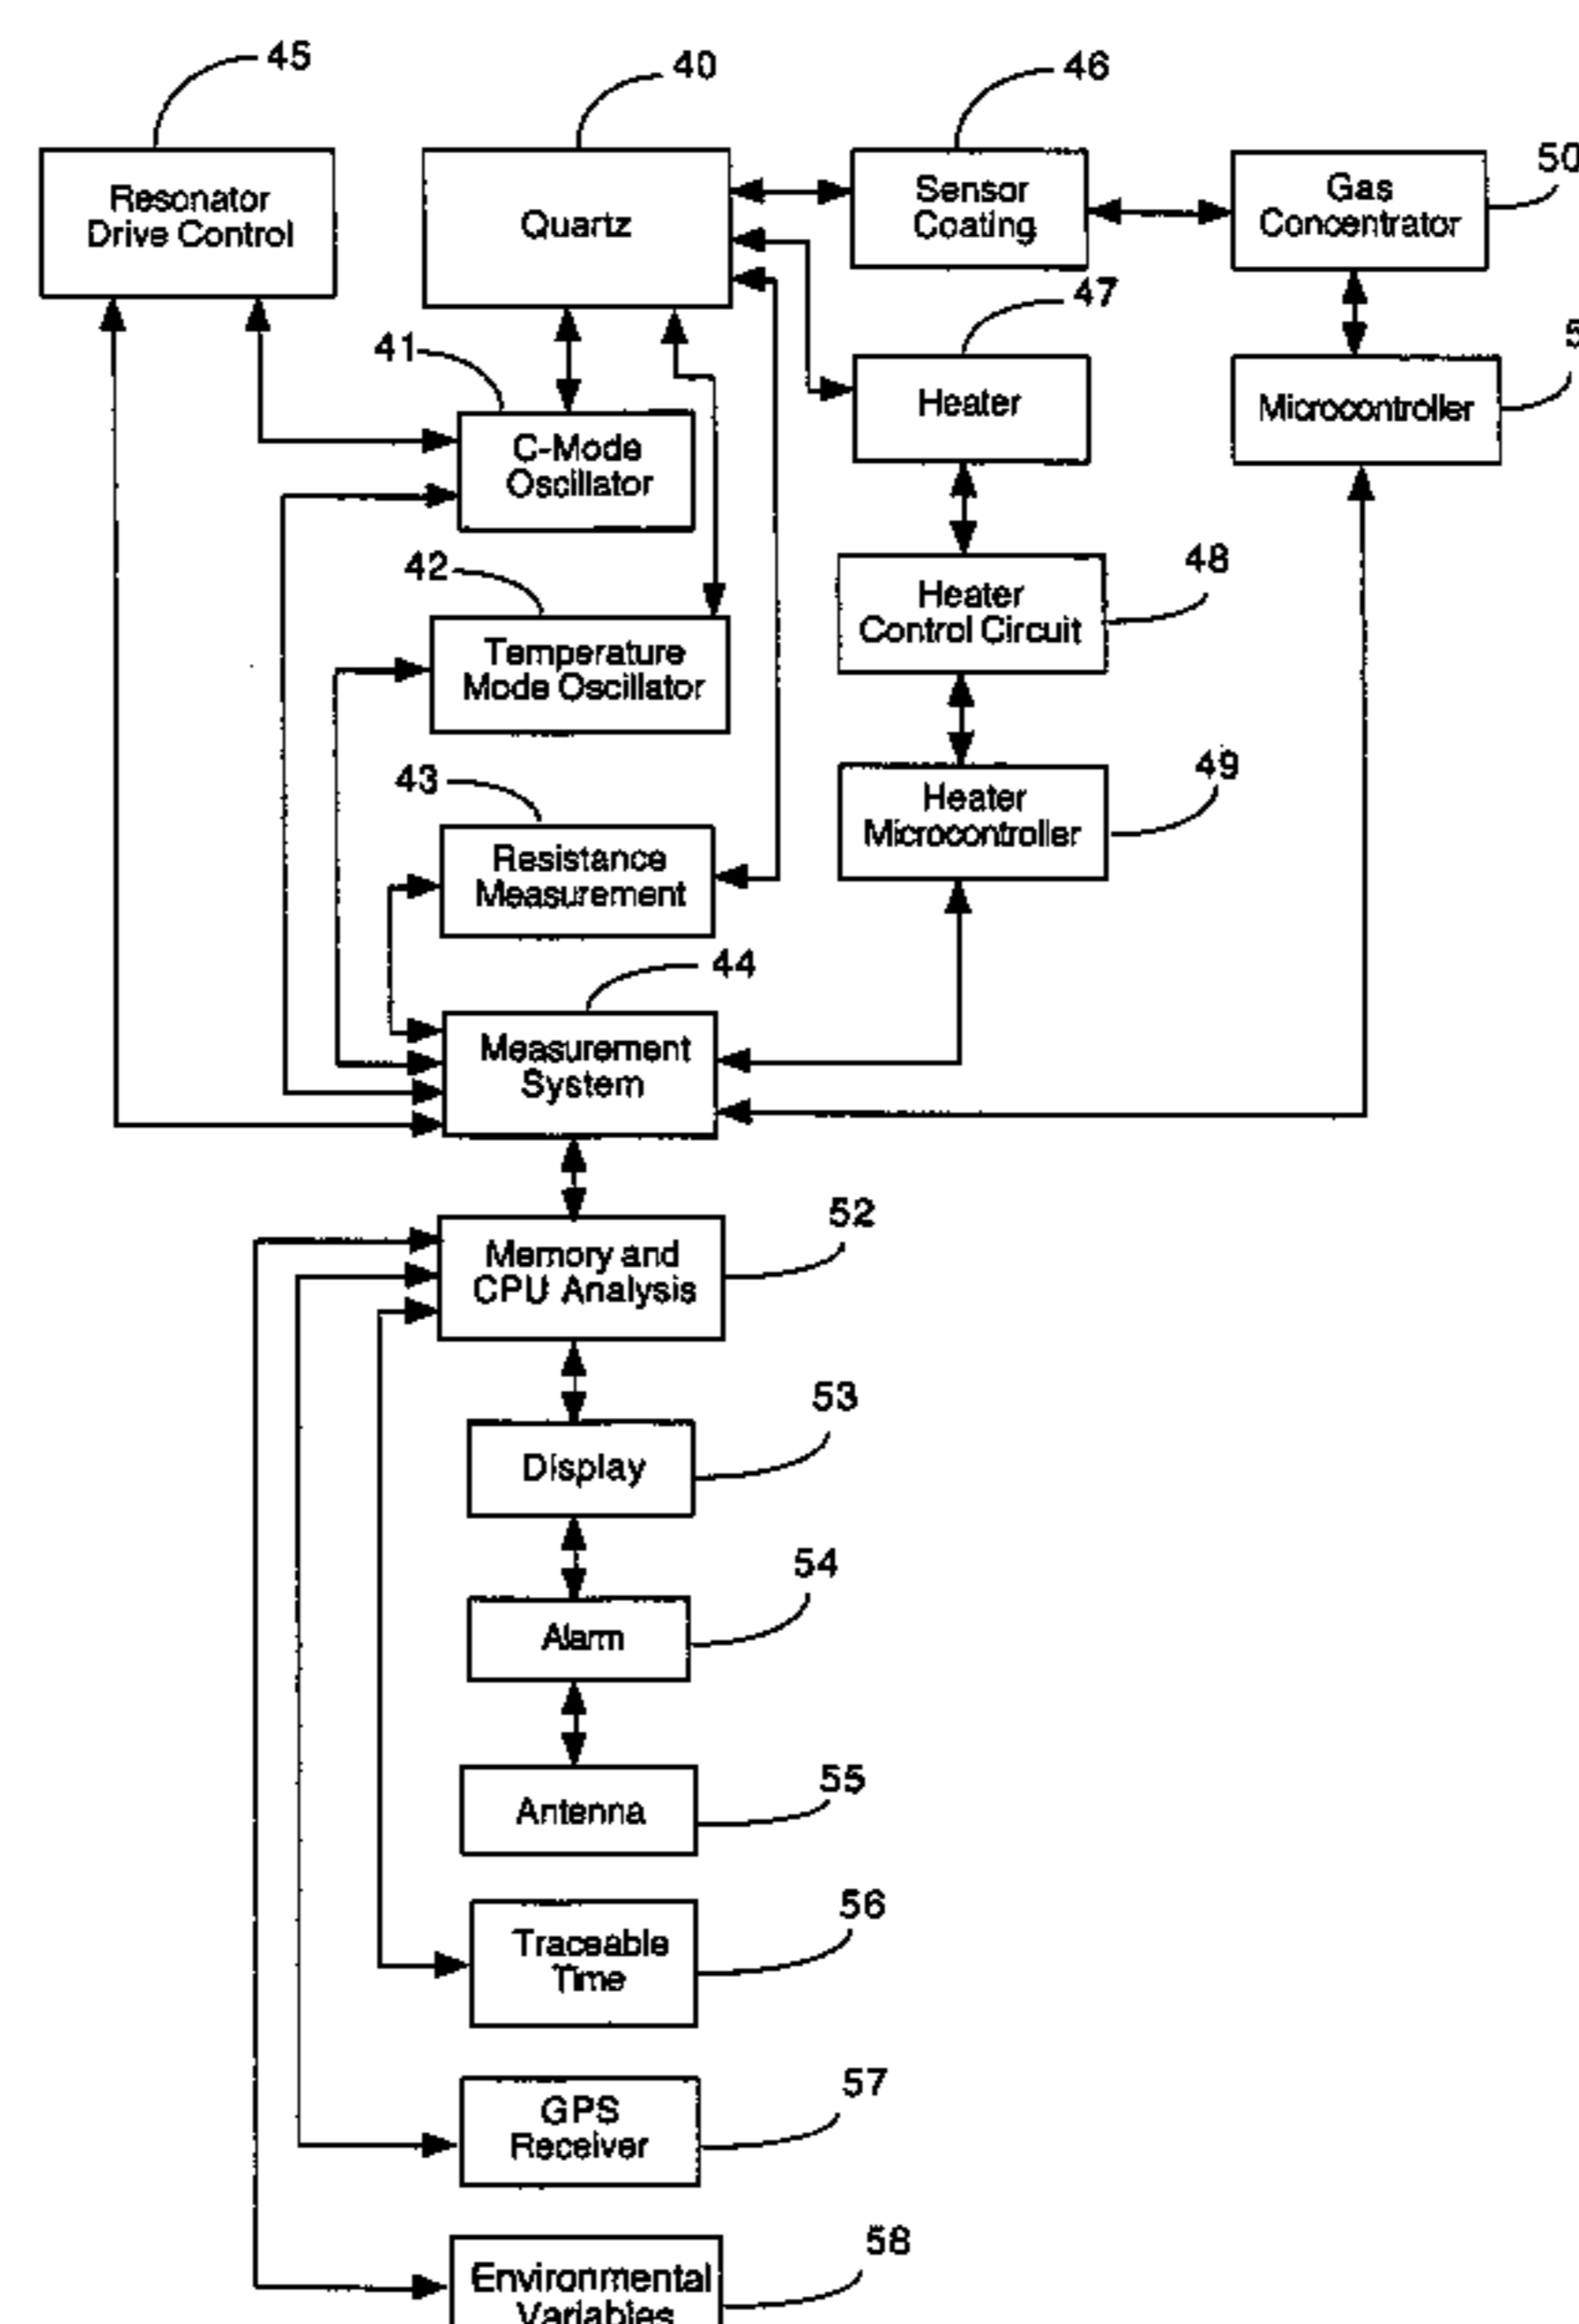 45
40
46
50
Resonator
Drive Control
Quartz
Sensor
Coating
Gas
Concentrator
47
41
Heater
Microcontroller
C-Mode
Oscillator
42
48
Heater
Control Circuit
Temperature
Mode Oscillator
43
49
Heater
Microcontroller
Resistance
Measurement
44
Measurement
System
52
Memory and
CPU Analysis
53
Display
54
Alarm
55
Antenna
56
Traceable
Time
57
GPS
Receiver
58
Environmental
Variables